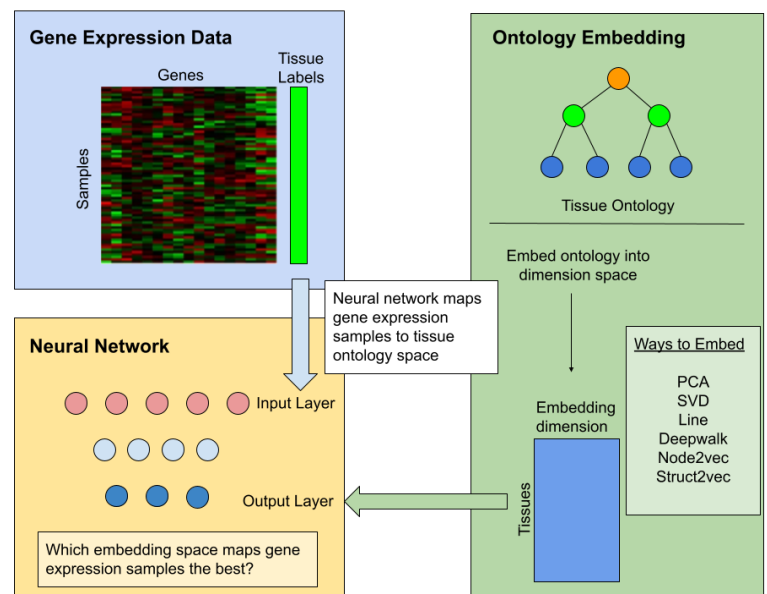 Gene Expression Data
Tissue
Labels
Genes
Samples
Neural network maps
gene expression
samples to tissue
ontology space
Neural Network
Input Layer
Output Layer
Which embedding space maps gene
expression samples the best?
Ontology Embedding
Tissue Ontology
Embed ontology into
dimension space
Ways to Embed
PCA
SVD
Line
Deepwalk
Node2vec
Struct2vec
Embedding
dimension
Tissues